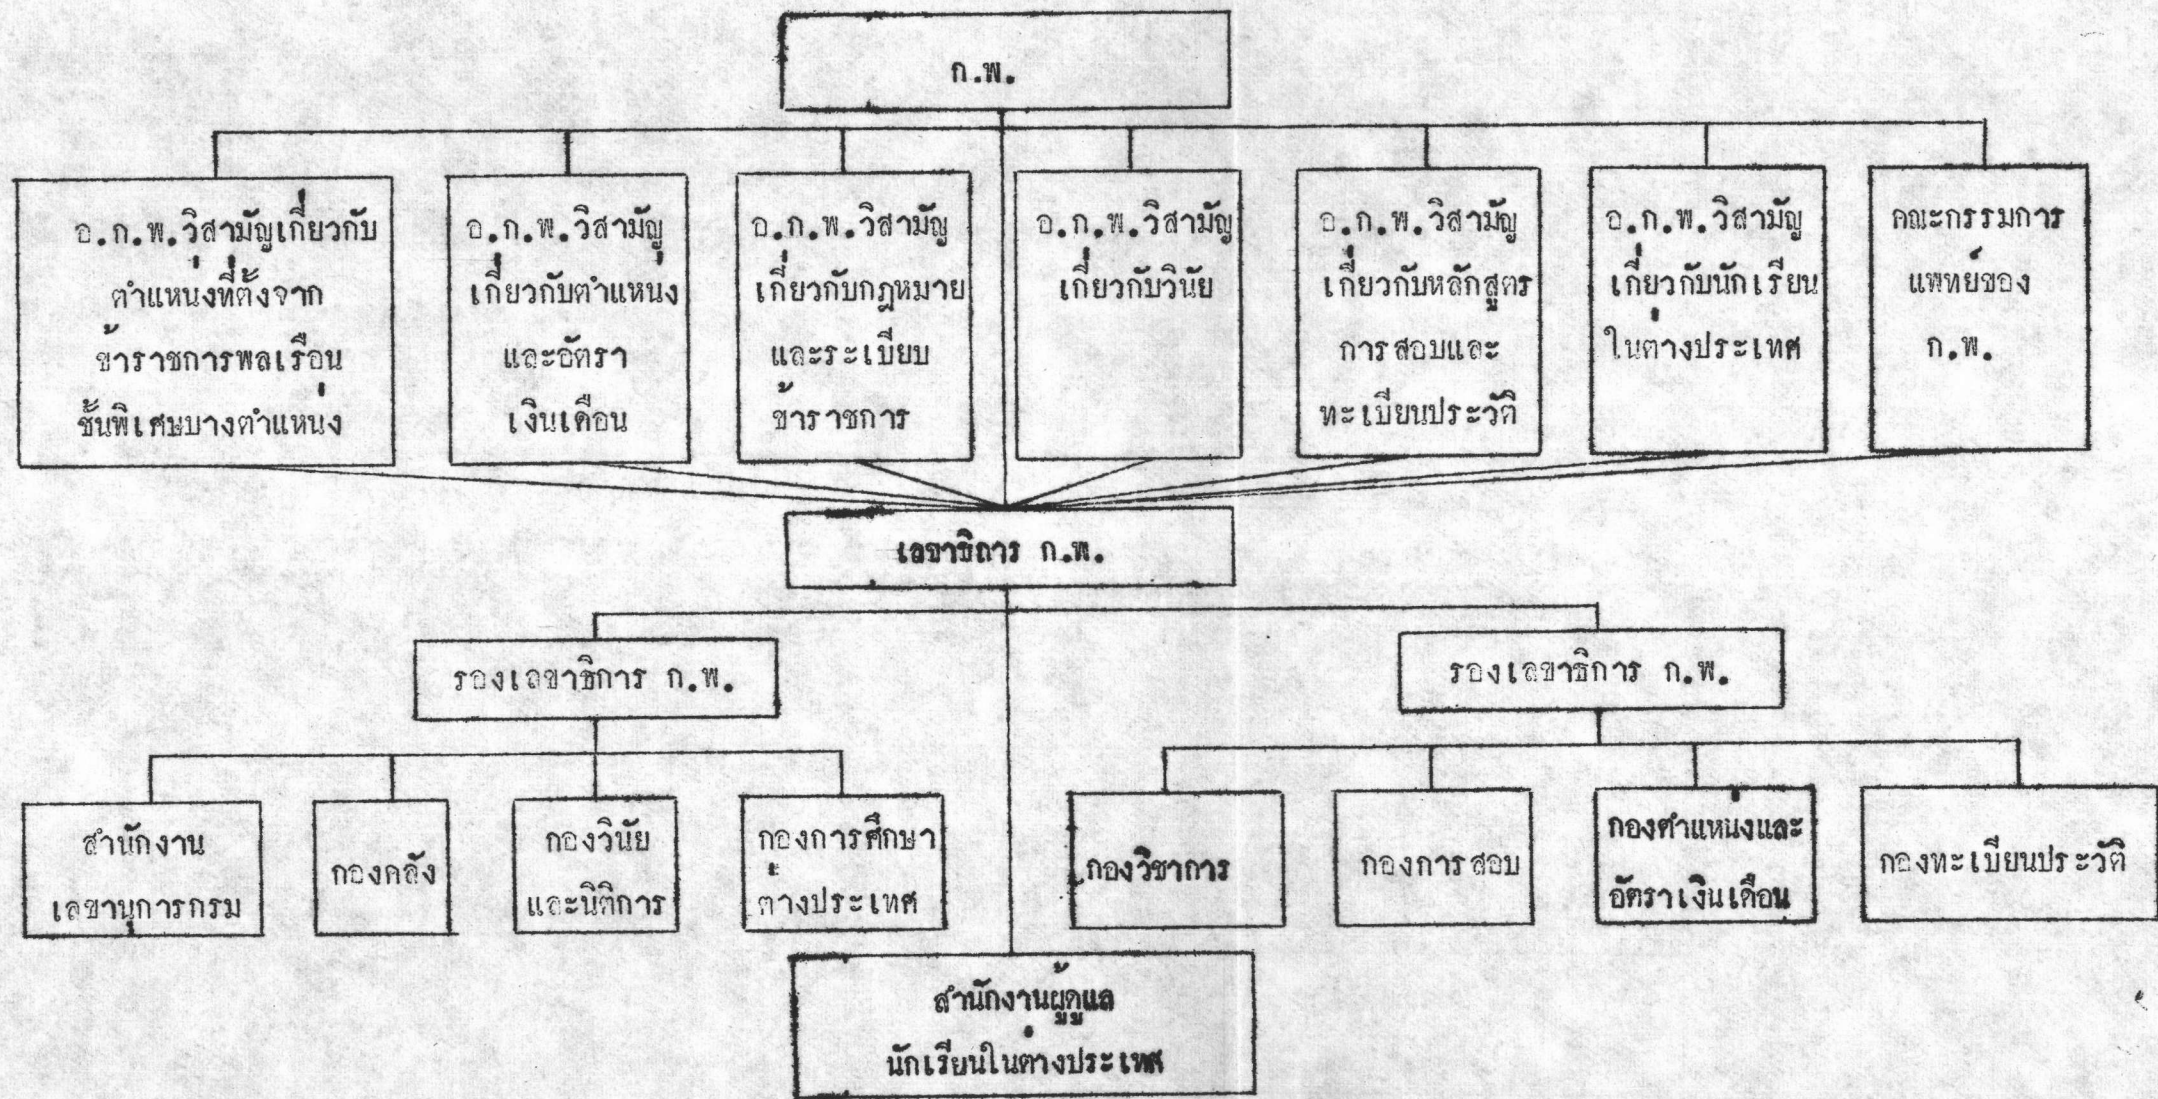 ก.พ.
อ.ก.พ.วิสามัญเกี่ยวกับ
ตำแหน่งที่ตั้งจาก
ข้าราชการพลเรือน
ชั้นพิเศษบางตำแหน่ง
อ.ก.พ.วิสามัญ
เกี่ยวกับตำแหน่ง
และอัตรา
เงินเดือน
อ.ก.พ.วิสามัญ
เกี่ยวกับกฎหมาย
และระเบียบ
ข้าราชการ
อ.ก.พ.วิสามัญ
เกี่ยวกับวินัย
อ.ก.พ.วิสามัญ
เกี่ยวกับหลักสูตร
การสอบและ
ทะเบียนประวัติ
อ.ก.พ.วิสามัญ
เกี่ยวกับนักเรียน
ในต่างประเทศ
คณะกรรมการ
แพทย์ของ
ก.พ.
เลขาธิการ ก.พ.
รองเลขาธิการ ก.พ.
รองเลขาธิการ ก.พ.
สำนักงาน
เลขานุการกรม
กองคลัง
กองวินัย
และนิติการ
กองการศึกษา
ต่างประเทศ
กองวิชาการ
กองการสอบ
กองตำแหน่งและ
อัตราเงินเดือน
กองทะเบียนประวัติ
สำนักงานผู้ดูแล
นักเรียนในต่างประเทศ